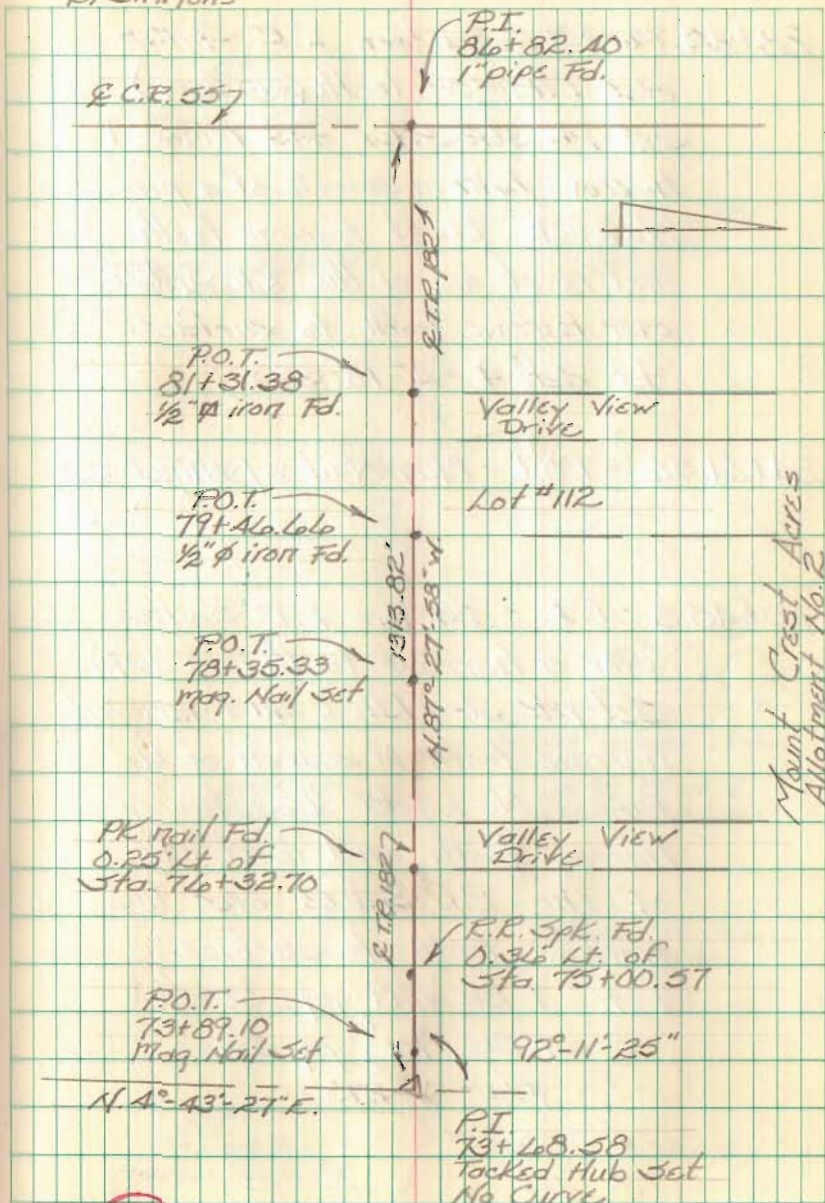 Simmons
P.I.
86+82.40
1" pipe Fd.
℄ C.R. 55
℄ T.R. 182
P.O.T.
81+31.38
1/2" ⌀ iron Fd.
Valley View
Drive
P.O.T.
79+46.66
1/2" ⌀ iron Fd.
Lot #112
1313.82'
N.87°-27'-58" W.
Mount Crest Acres
Allotment No. 2
P.O.T.
78+35.33
Mag. Nail Set
PK nail Fd.
0.25' Lt of
Sta. 76+32.70
Valley View
Drive
℄ T.R. 182
R.R. Spk. Fd.
0.36' Lt. of
Sta. 75+00.57
P.O.T.
73+89.10
Mag. Nail Set
92°-11'-25"
N.4°-43'-27" E.
P.I.
73+68.58
Tacked Hub Set
No Curve